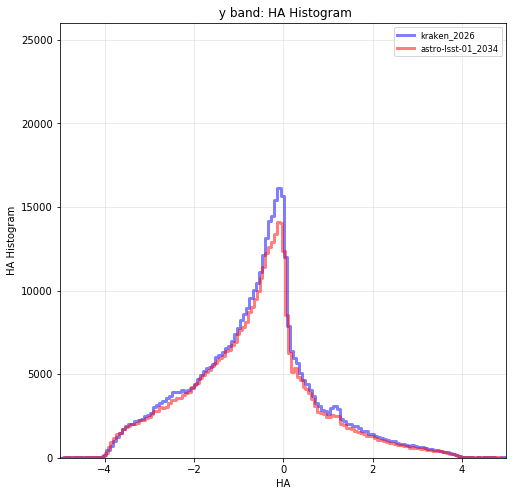 y band: HA Histogram
kraken_2026
astro-lsst-01_2034
25000
20000
15000
10000
5000
0
HA Histogram
−4
−2
0
2
4
HA